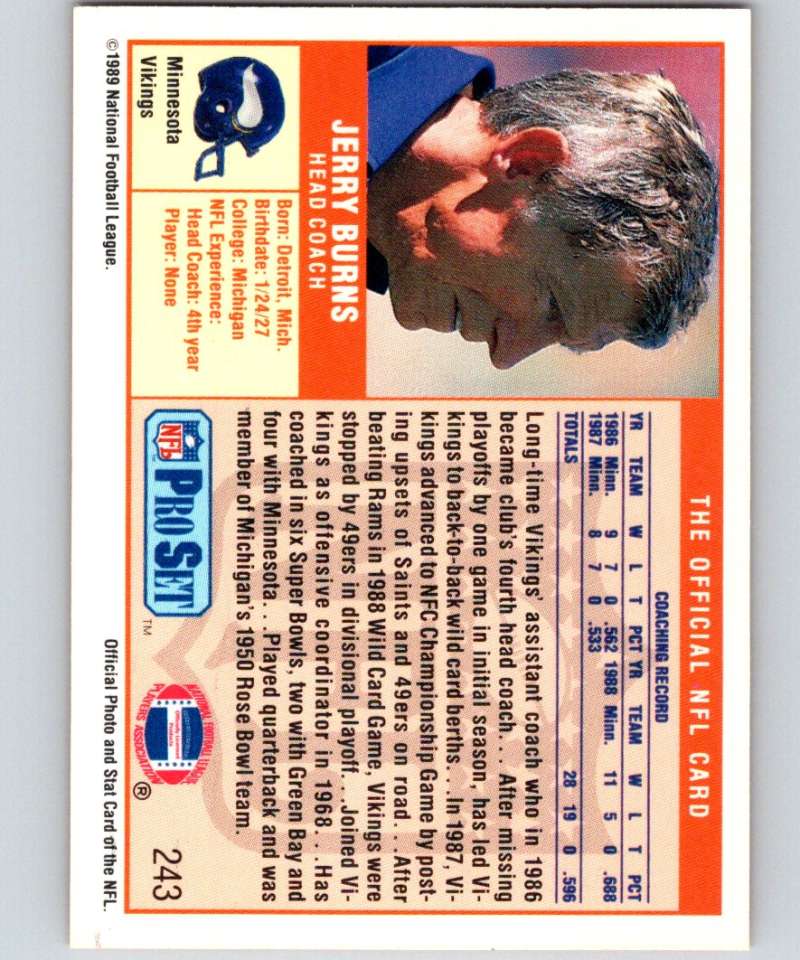 THE OFFICIAL NFL CARD
JERRY BURNS
HEAD COACH
Minnesota
Vikings
Born: Detroit, Mich.
Birthdate: 1/24/27
College: Michigan
NFL Experience:
Head Coach: 4th year
Player: None
COACHING RECORD
YR TEAM W L T PCT YR TEAM W L T PCT
1986 Minn. 9 7 0 .562 1988 Minn. 11 5 0 .688
1987 Minn. 8 7 0 .533
TOTALS 28 19 0 .596
Long-time Vikings' assistant coach who in 1986
became club's fourth head coach...After missing
playoffs by one game in initial season, has led Vi-
kings to back-to-back wild card berths...In 1987, Vi-
kings advanced to NFC Championship Game by post-
ing upsets of Saints and 49ers on road...After
beating Rams in 1988 Wild Card Game, Vikings were
stopped by 49ers in divisional playoff...Joined Vi-
kings as offensive coordinator in 1968...Has
coached in six Super Bowls, two with Green Bay and
four with Minnesota...Played quarterback and was
member of Michigan's 1950 Rose Bowl team.
NFL PRO SET TM
NATIONAL FOOTBALL LEAGUE
Officially Licensed
Products
PLAYERS ASSOCIATION
®
243
©1989 National Football League.
Official Photo and Stat Card of the NFL.